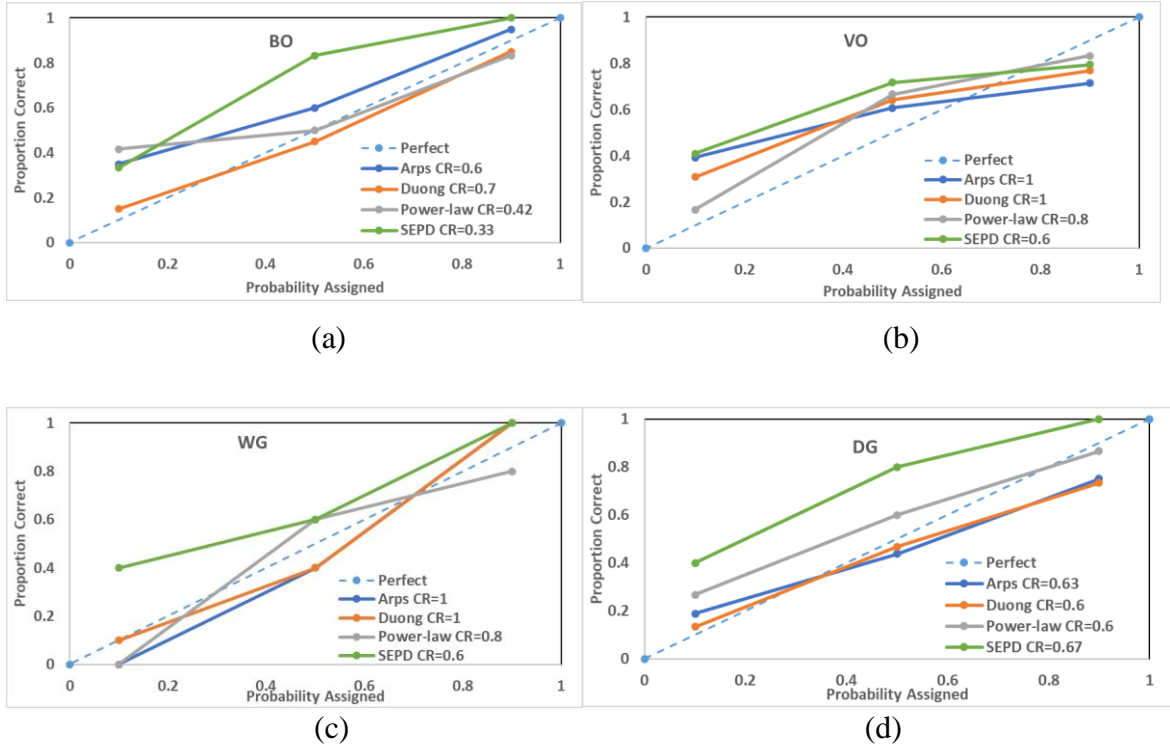 BO
Proportion Correct
1
0.8
0.6
0.4
0.2
0
0 0.2 0.4 0.6 0.8 1
Probability Assigned
Perfect
Arps CR=0.6
Duong CR=0.7
Power-law CR=0.42
SEPD CR=0.33
(a)
VO
Proportion Correct
1
0.8
0.6
0.4
0.2
0
0 0.2 0.4 0.6 0.8 1
Probability Assigned
Perfect
Arps CR=1
Duong CR=1
Power-law CR=0.8
SEPD CR=0.6
(b)
WG
Proportion Correct
1
0.8
0.6
0.4
0.2
0
0 0.2 0.4 0.6 0.8 1
Probability Assigned
Perfect
Arps CR=1
Duong CR=1
Power-law CR=0.8
SEPD CR=0.6
(c)
DG
Proportion Correct
1
0.8
0.6
0.4
0.2
0
0 0.2 0.4 0.6 0.8 1
Probability Assigned
Perfect
Arps CR=0.63
Duong CR=0.6
Power-law CR=0.6
SEPD CR=0.67
(d)